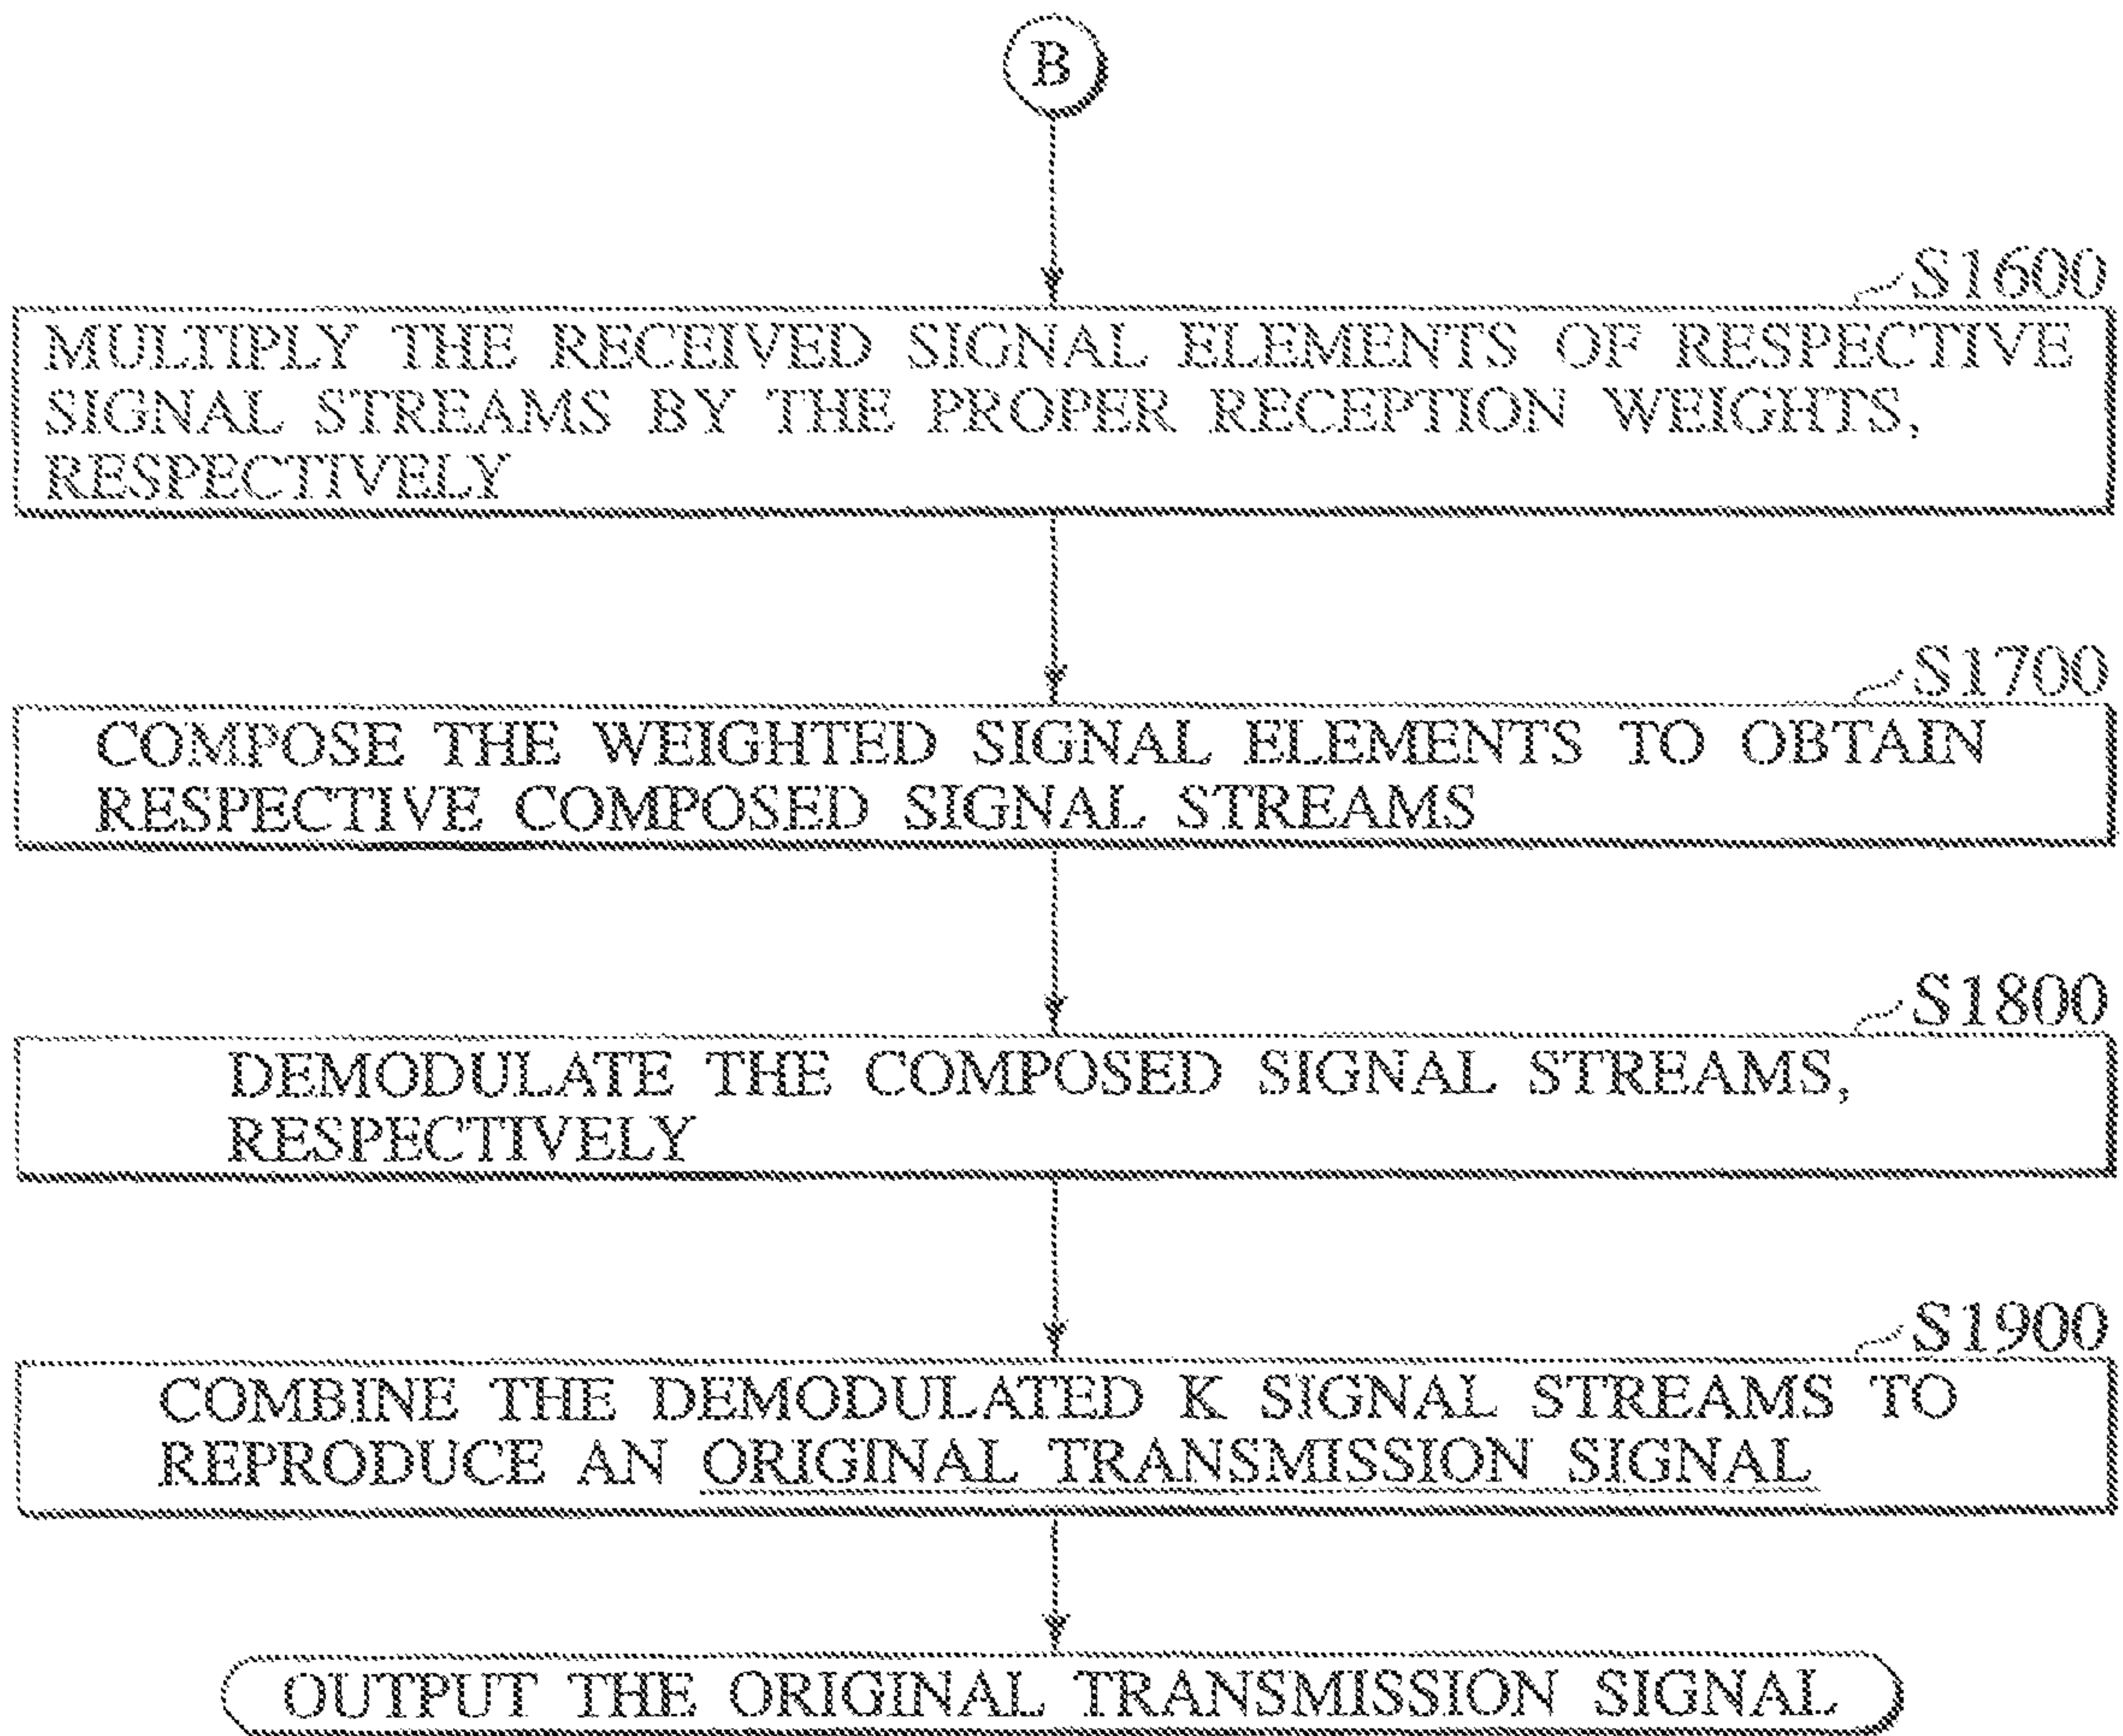 B
S1600
MULTIPLY THE RECEIVED SIGNAL ELEMENTS OF RESPECTIVE
SIGNAL STREAMS BY THE PROPER RECEPTION WEIGHTS,
RESPECTIVELY
S1700
COMPOSE THE WEIGHTED SIGNAL ELEMENTS TO OBTAIN
RESPECTIVE COMPOSED SIGNAL STREAMS
S1800
DEMODULATE THE COMPOSED SIGNAL STREAMS,
RESPECTIVELY
S1900
COMBINE THE DEMODULATED K SIGNAL STREAMS TO
REPRODUCE AN ORIGINAL TRANSMISSION SIGNAL
OUTPUT THE ORIGINAL TRANSMISSION SIGNAL